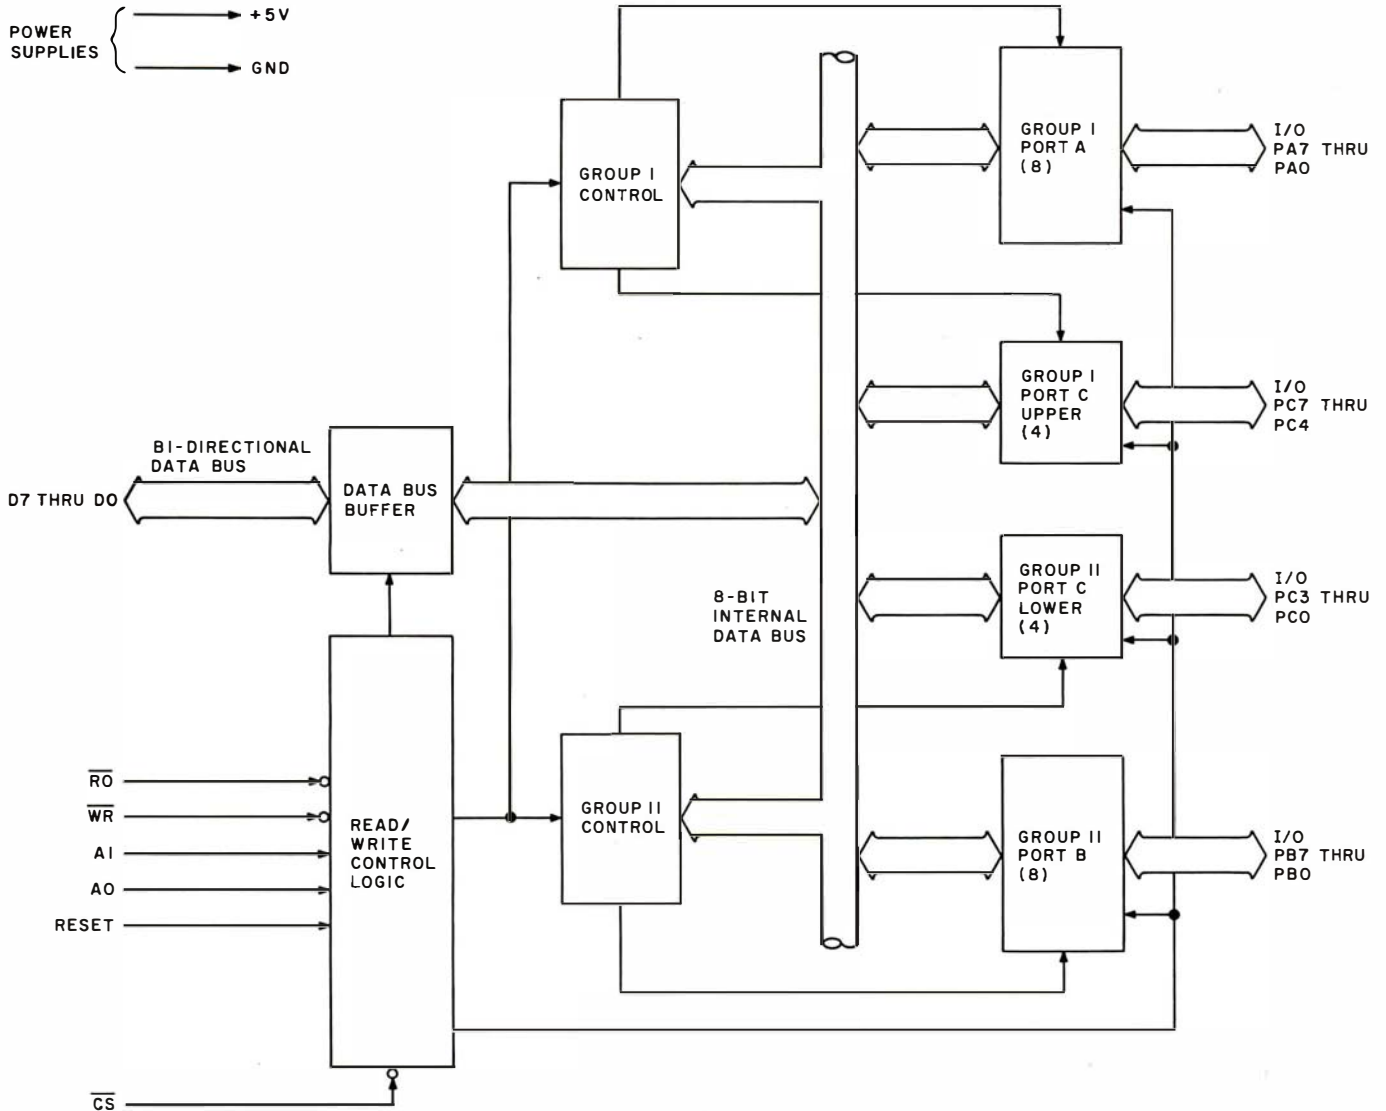 POWER
SUPPLIES
+5V
GND
GROUP I
CONTROL
GROUP I
PORT A
(8)
I/O
PA7 THRU
PA0
GROUP I
PORT C
UPPER
(4)
I/O
PC7 THRU
PC4
BI-DIRECTIONAL
DATA BUS
D7 THRU D0
DATA BUS
BUFFER
8-BIT
INTERNAL
DATA BUS
GROUP II
PORT C
LOWER
(4)
I/O
PC3 THRU
PC0
RO
WR
A1
A0
RESET
READ/
WRITE
CONTROL
LOGIC
GROUP II
CONTROL
GROUP II
PORT B
(8)
I/O
PB7 THRU
PB0
CS